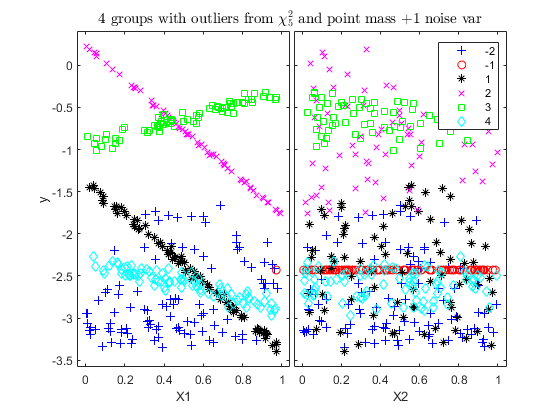 4 groups with outliers from χ²₅ and point mass +1 noise var
-2
-1
1
2
3
4
y
0
-0.5
-1
-1.5
-2
-2.5
-3
-3.5
0 0.2 0.4 0.6 0.8 1
0 0.2 0.4 0.6 0.8 1
X1
X2